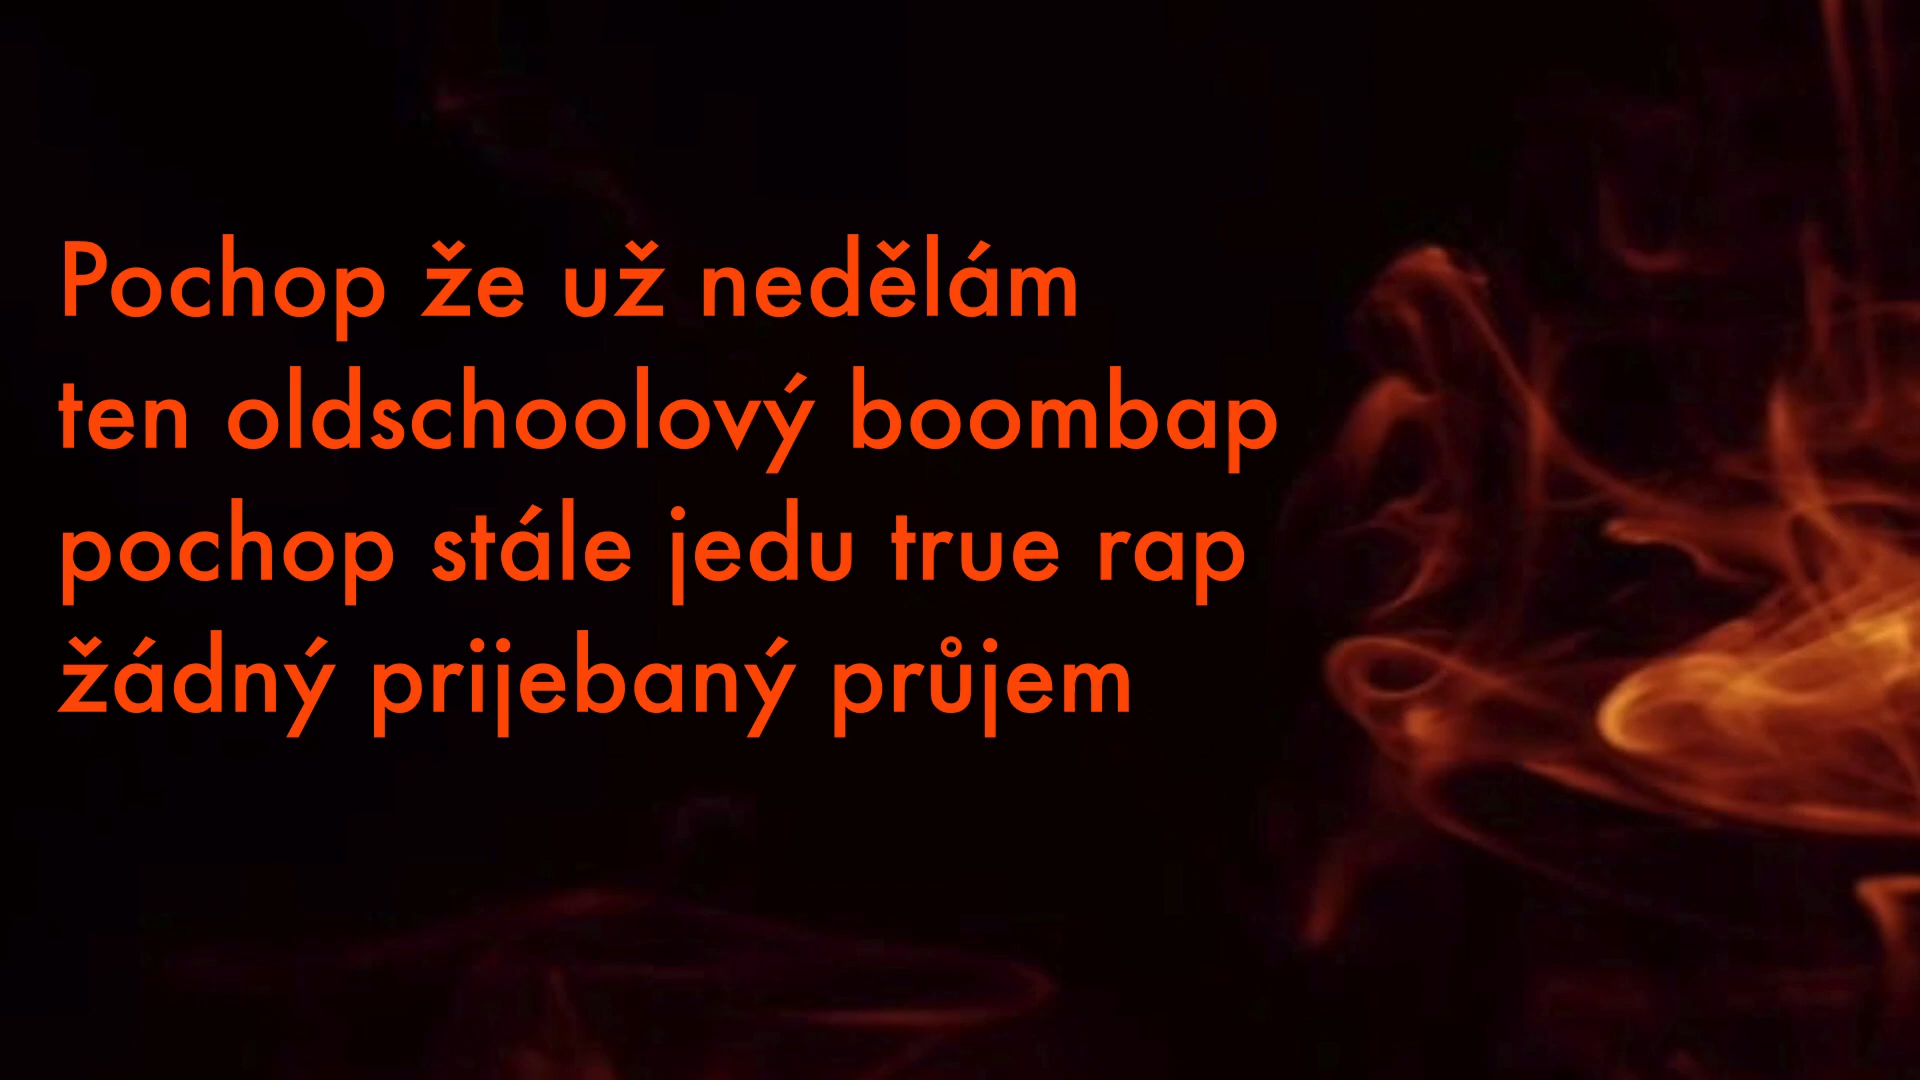 Pochop že už nedělám
ten oldschoolový boombap
pochop stále jedu true rap
žádný prijebaný průjem